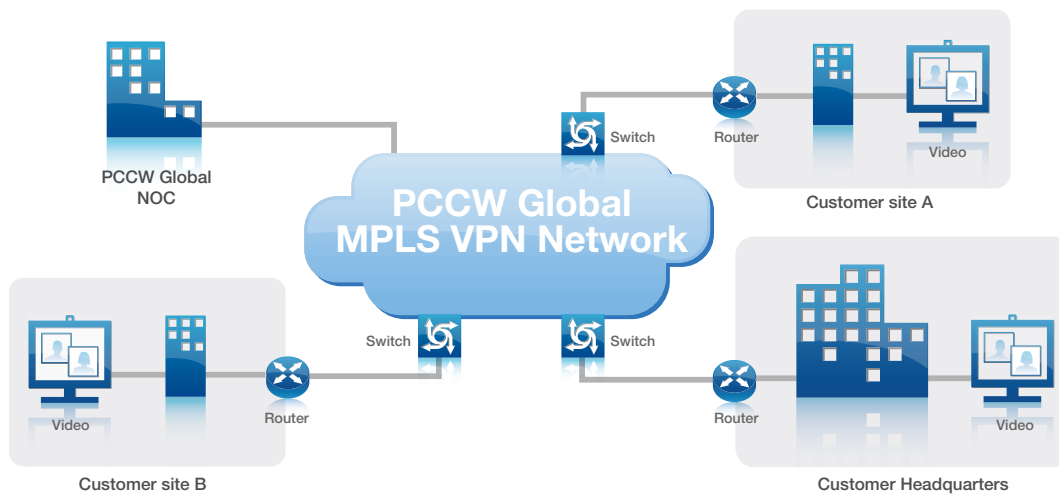 Switch
Router
Video
Customer site A
PCCW Global
NOC
PCCW Global
MPLS VPN Network
Switch
Switch
Video
Router
Customer site B
Router
Video
Customer Headquarters